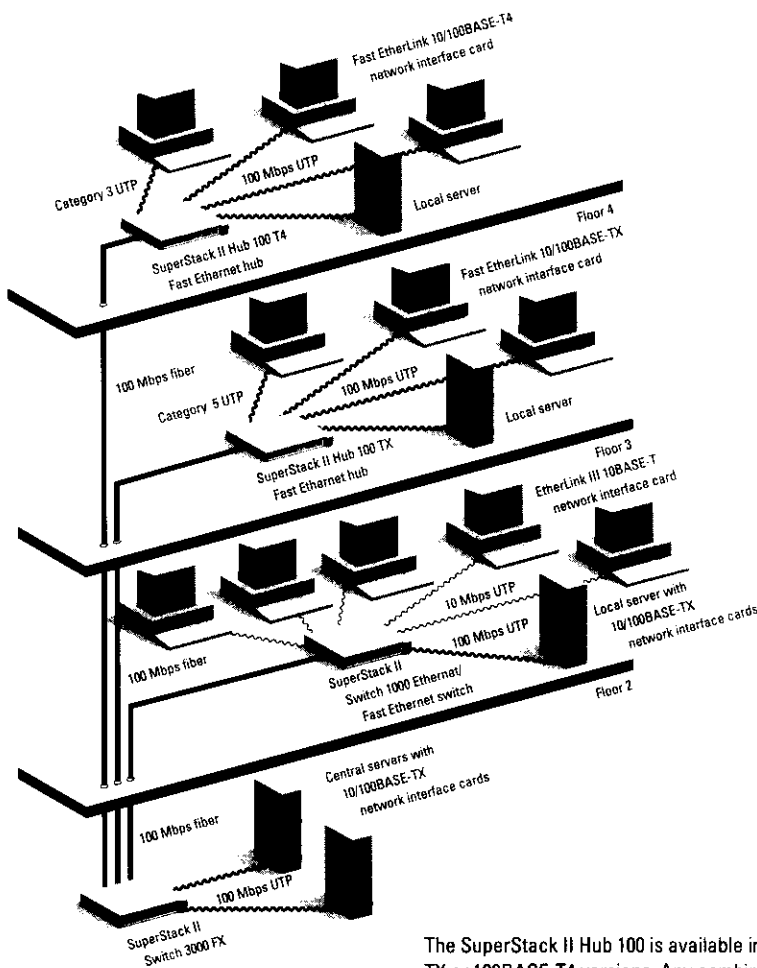 Fast EtherLink 10/100BASE-T4
network interface card
Category 3 UTP
100 Mbps UTP
Local server
Floor 4
SuperStack II Hub 100 T4
Fast Ethernet hub
Fast EtherLink 10/100BASE-TX
network interface card
100 Mbps fiber
Category 5 UTP
100 Mbps UTP
Local server
Floor 3
SuperStack II Hub 100 TX
Fast Ethernet hub
EtherLink III 10BASE-T
network interface card
10 Mbps UTP
100 Mbps UTP
Local server with
10/100BASE-TX
network interface cards
100 Mbps fiber
SuperStack II
Switch 1000 Ethernet/
Fast Ethernet switch
Floor 2
Central servers with
10/100BASE-TX
network interface cards
100 Mbps fiber
100 Mbps UTP
SuperStack II
Switch 3000 FX
The SuperStack II Hub 100 is available in